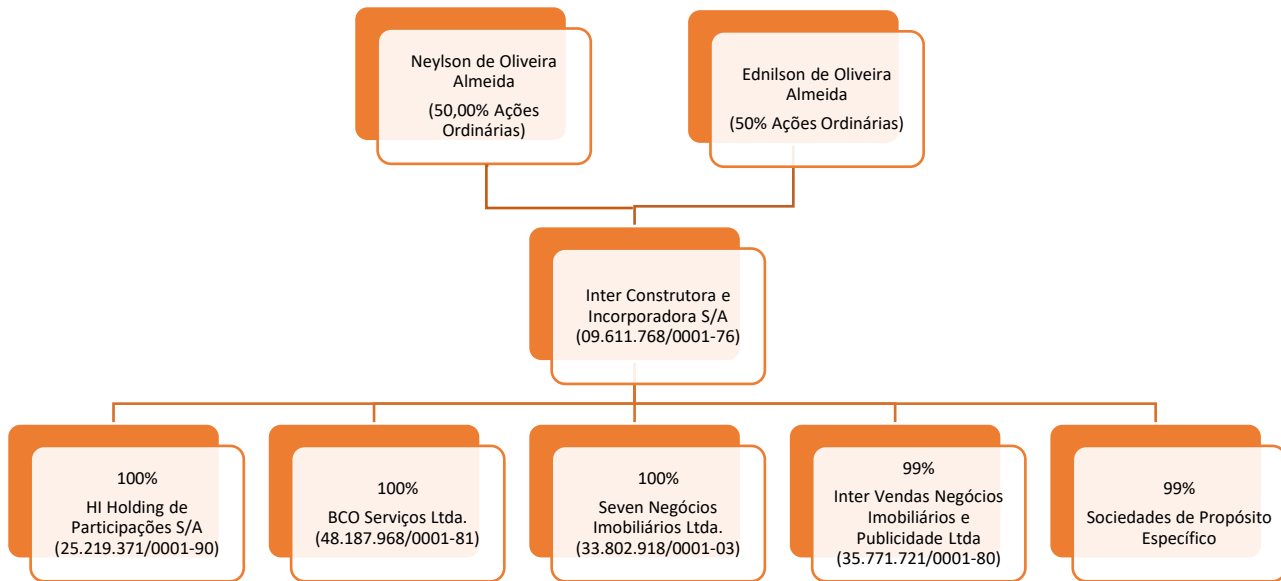 Neylson de Oliveira
Almeida
(50,00% Ações
Ordinárias)
Ednilson de Oliveira
Almeida
(50% Ações Ordinárias)
Inter Construtora e
Incorporadora S/A
(09.611.768/0001-76)
100%
HI Holding de
Participações S/A
(25.219.371/0001-90)
100%
BCO Serviços Ltda.
(48.187.968/0001-81)
100%
Seven Negócios
Imobiliários Ltda.
(33.802.918/0001-03)
99%
Inter Vendas Negócios
Imobiliários e
Publicidade Ltda
(35.771.721/0001-80)
99%
Sociedades de Propósito
Específico